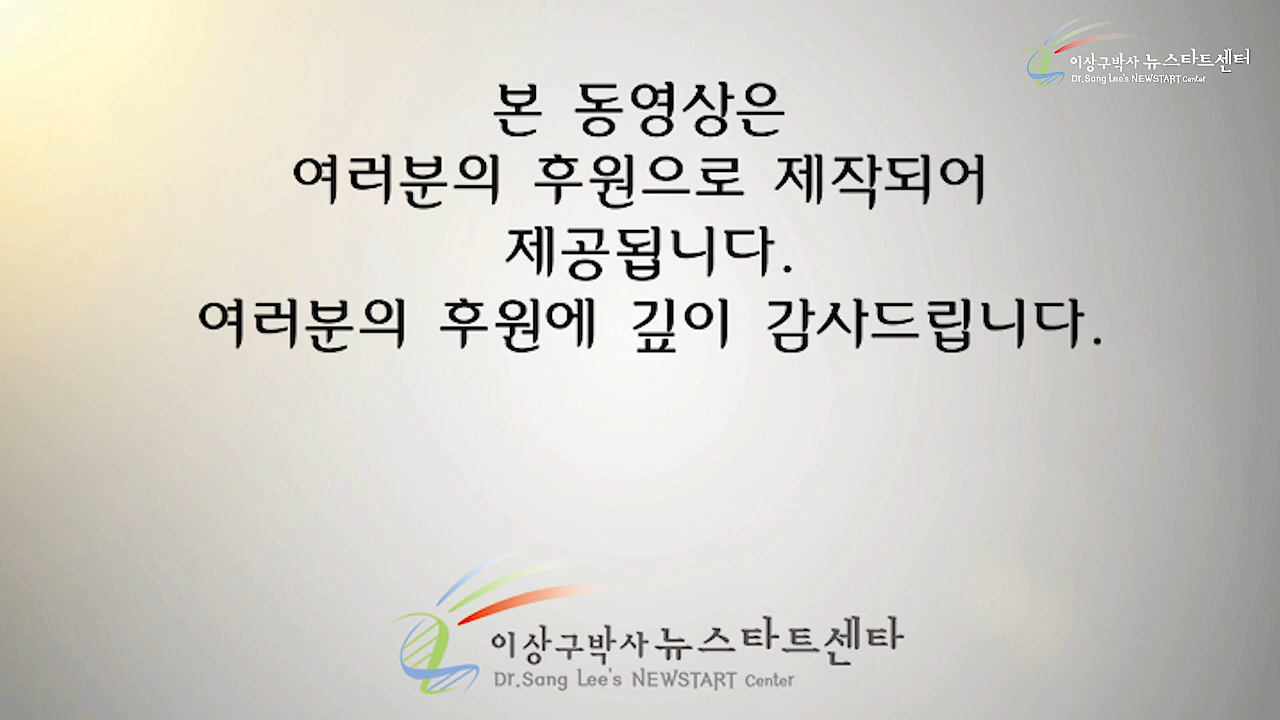 이상구박사 뉴스타트센터
Dr.Sang Lee's NEWSTART Center
본 동영상은
여러분의 후원으로 제작되어
제공됩니다.
여러분의 후원에 깊이 감사드립니다.
이상구박사 뉴스타트센타
Dr.Sang Lee's NEWSTART Center